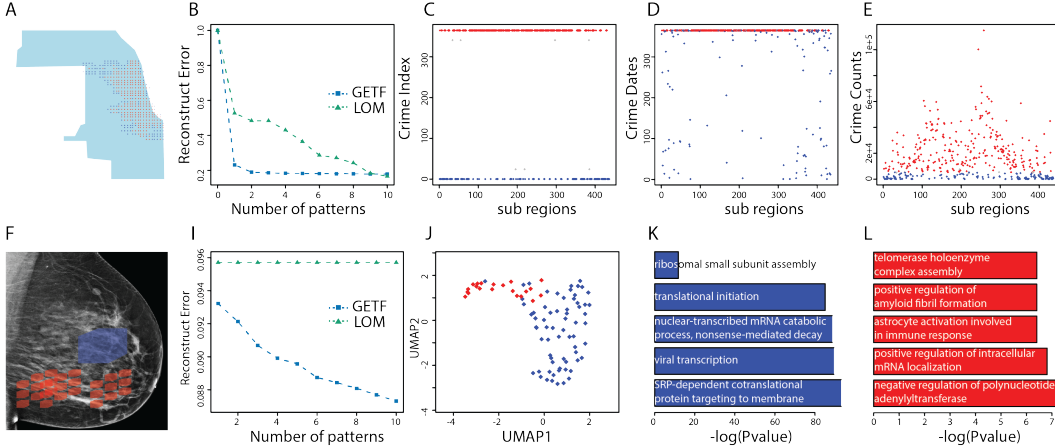 A
B
Reconstruct Error
1.0
0.8
0.6
0.4
0.2
GETF
LOM
0 2 4 6 8 10
Number of patterns
C
Crime Index
300
100
0
0 100 200 300 400
sub regions
D
Crime Dates
300
100
0
0 100 200 300 400
sub regions
E
Crime Counts
1e+5
6e+4
2e+4
0 100 200 300 400
sub regions
F
I
Reconstruct Error
0.096
0.094
0.092
0.090
0.088
GETF
LOM
2 4 6 8 10
Number of patterns
J
UMAP2
2
0
-2
-4
-4 -2 0 2 4
UMAP1
K
ribosomal small subunit assembly
translational initiation
nuclear-transcribed mRNA catabolic
process, nonsense-mediated decay
viral transcription
SRP-dependent cotranslational
protein targeting to membrane
0 20 40 60 80
-log(Pvalue)
L
telomerase holoenzyme
complex assembly
positive regulation of
amyloid fibril formation
astrocyte activation involved
in immune response
positive regulation of intracellular
mRNA localization
negative regulation of polynucleotide
adenylyltransferase
0 1 2 3 4 5 6 7
-log(Pvalue)